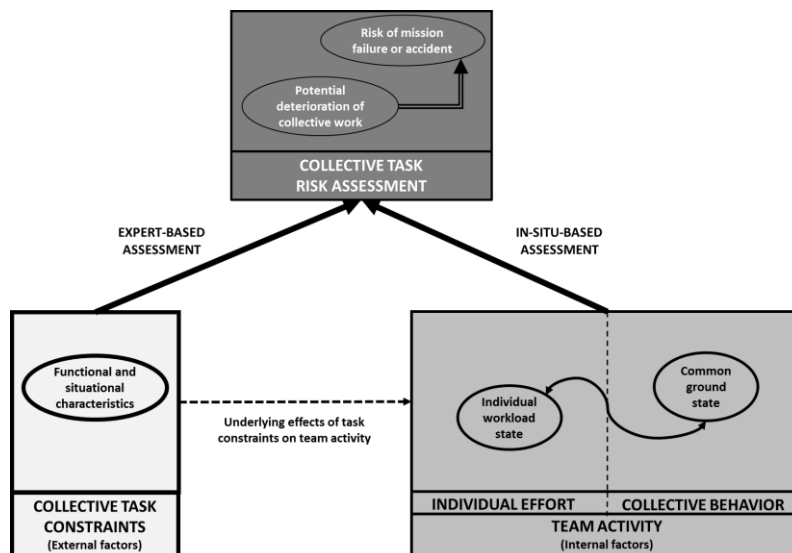 Risk of mission
failure or accident
Potential
deterioration of
collective work
COLLECTIVE TASK
RISK ASSESSMENT
EXPERT-BASED
ASSESSMENT
IN-SITU-BASED
ASSESSMENT
Functional and
situational
characteristics
Underlying effects of task
constraints on team activity
Individual
workload
state
Common
ground
state
COLLECTIVE TASK
CONSTRAINTS
(External factors)
INDIVIDUAL EFFORT
COLLECTIVE BEHAVIOR
TEAM ACTIVITY
(Internal factors)